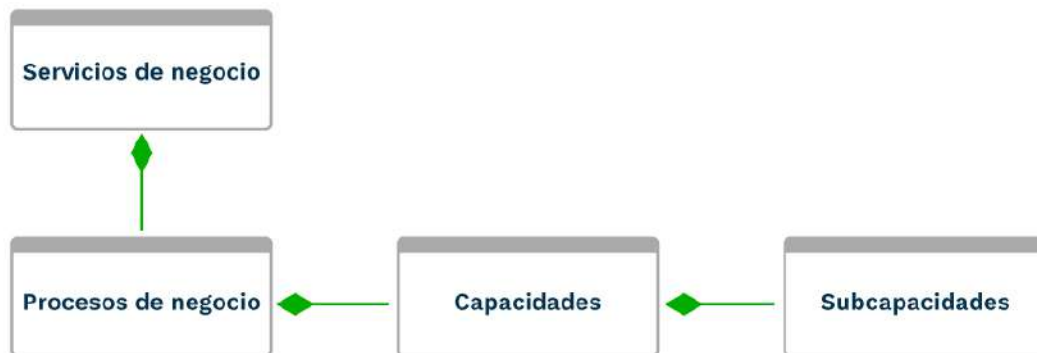 Servicios de negocio
Procesos de negocio
Capacidades
Subcapacidades